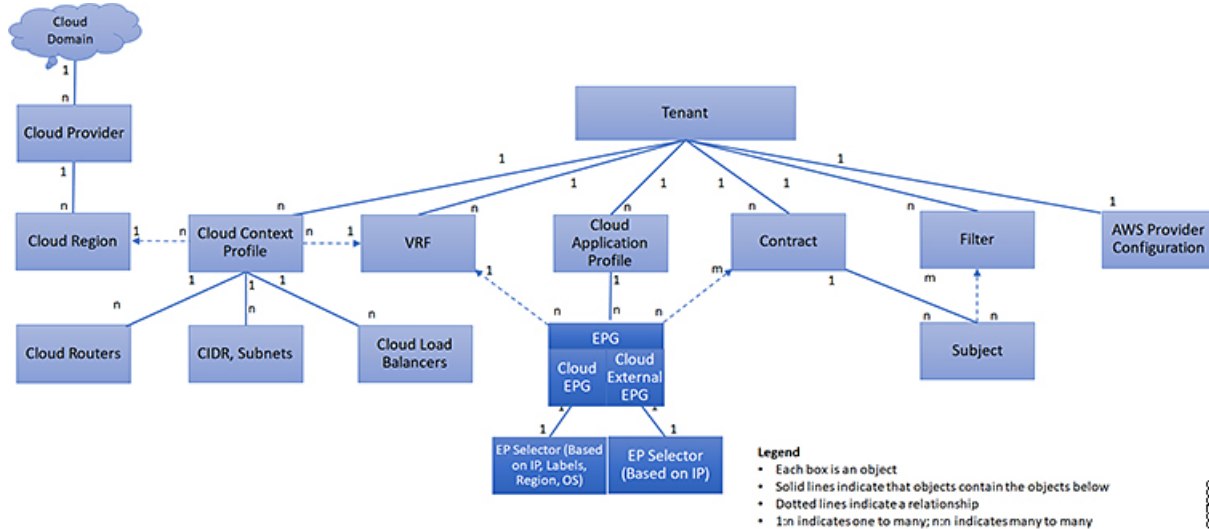 Cloud
Domain
1
n
Cloud Provider
Tenant
1
n
1
1
1
1
1
1
1
n
n
n
n
n
1
Cloud Region
1
n
Cloud Context
Profile
n
1
VRF
Cloud
Application
Profile
Contract
Filter
AWS Provider
Configuration
1
1
1
1
1
m
1
m
n
n
n
n
n
n
n
n
Cloud Routers
CIDR, Subnets
Cloud Load
Balancers
EPG
Cloud
EPG
Cloud
External
EPG
Subject
1
1
1
1
EP Selector (Based
on IP, Labels,
Region, OS)
EP Selector
(Based on IP)
Legend
• Each box is an object
• Solid lines indicate that objects contain the objects below
• Dotted lines indicate a relationship
• 1:n indicates one to many; n:n indicates many to many